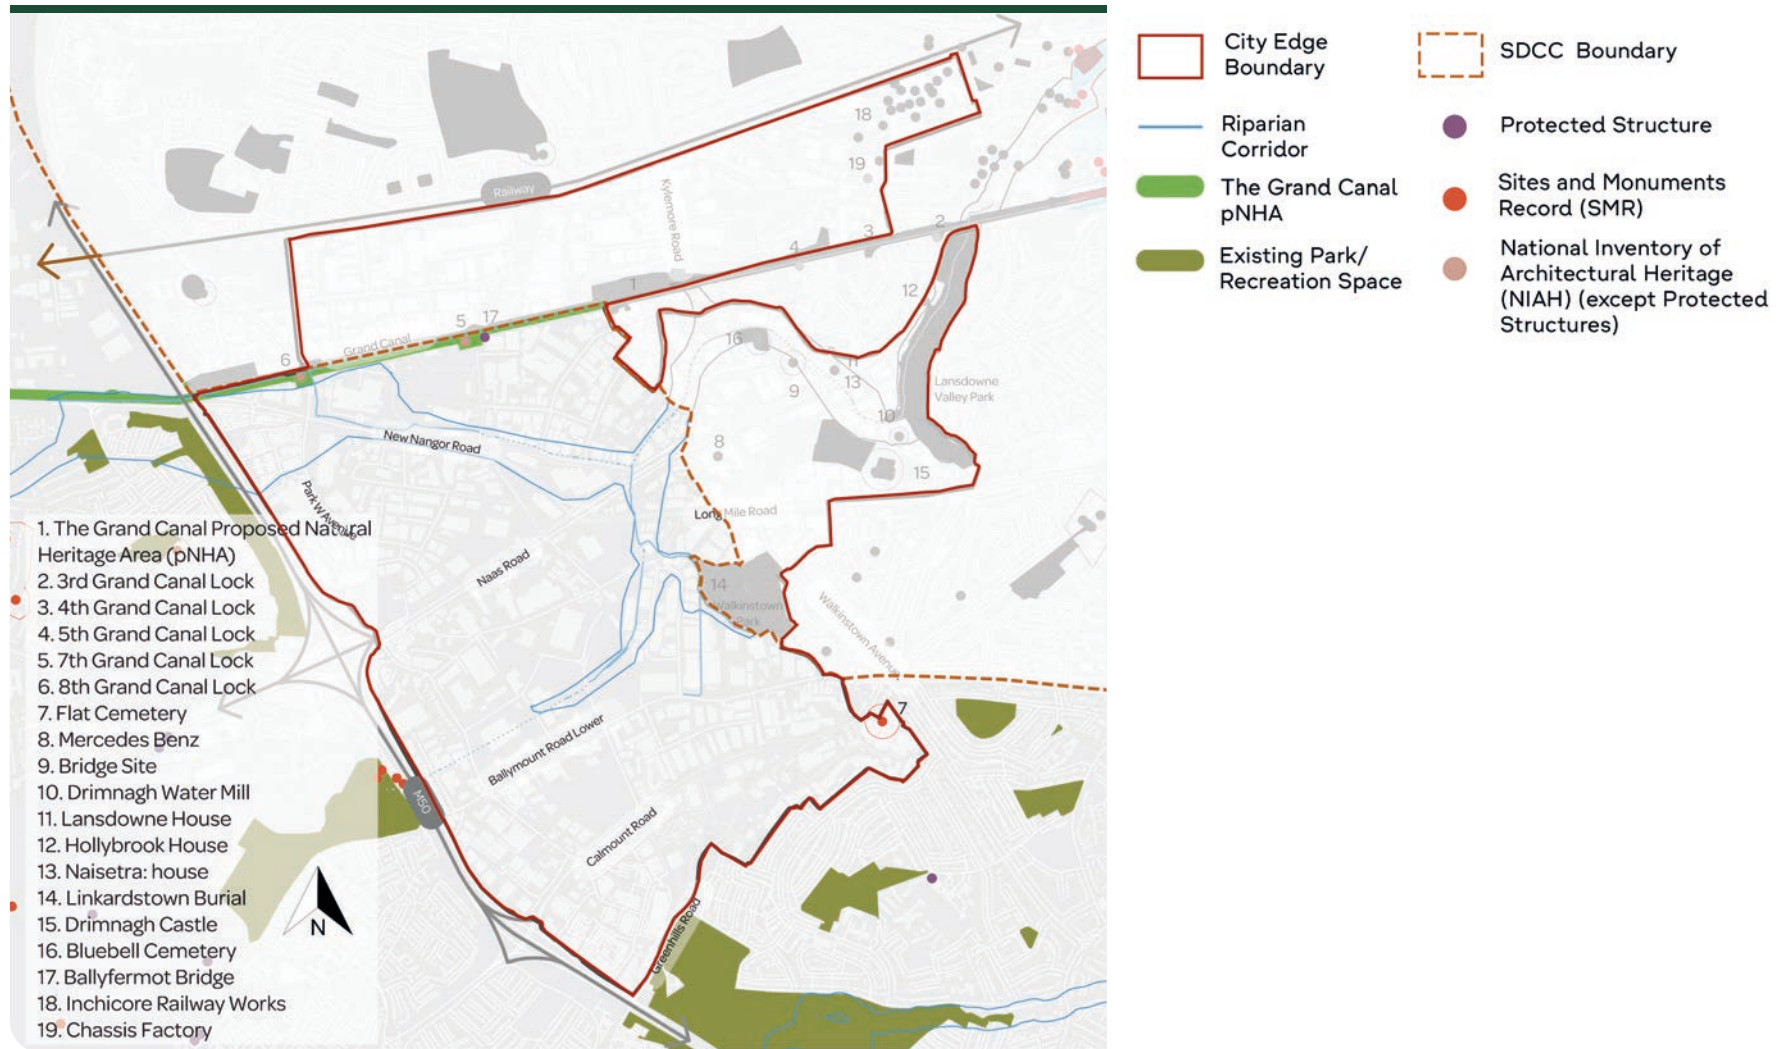 Railway
Kylemore Road
18
19
2
3
4
1
12
5
17
Grand Canal
6
16
11
13
9
Lansdowne
Valley Park
10
8
15
New Nangor Road
Park W Avenue
Long Mile Road
Naas Road
14
Walkinstown
Park
Walkinstown Avenue
7
Ballymount Road Lower
M50
Calmount Road
Greenhills Road
1. The Grand Canal Proposed Natural
Heritage Area (pNHA)
2. 3rd Grand Canal Lock
3. 4th Grand Canal Lock
4. 5th Grand Canal Lock
5. 7th Grand Canal Lock
6. 8th Grand Canal Lock
7. Flat Cemetery
8. Mercedes Benz
9. Bridge Site
10. Drimnagh Water Mill
11. Lansdowne House
12. Hollybrook House
13. Naisetra: house
14. Linkardstown Burial
15. Drimnagh Castle
16. Bluebell Cemetery
17. Ballyfermot Bridge
18. Inchicore Railway Works
19. Chassis Factory
N
City Edge
Boundary
Riparian
Corridor
The Grand Canal
pNHA
Existing Park/
Recreation Space
SDCC Boundary
Protected Structure
Sites and Monuments
Record (SMR)
National Inventory of
Architectural Heritage
(NIAH) (except Protected
Structures)